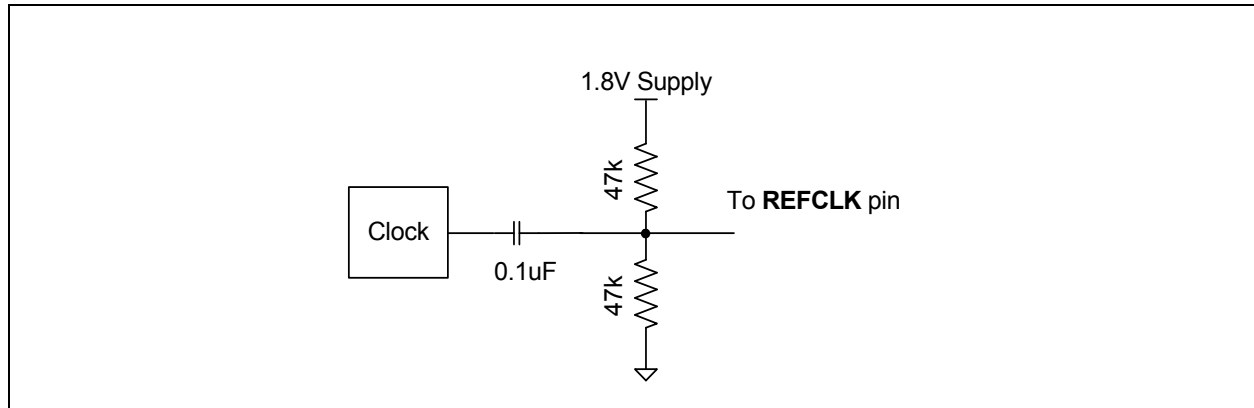 1.8V Supply
47k
To REFCLK pin
Clock
0.1uF
47k